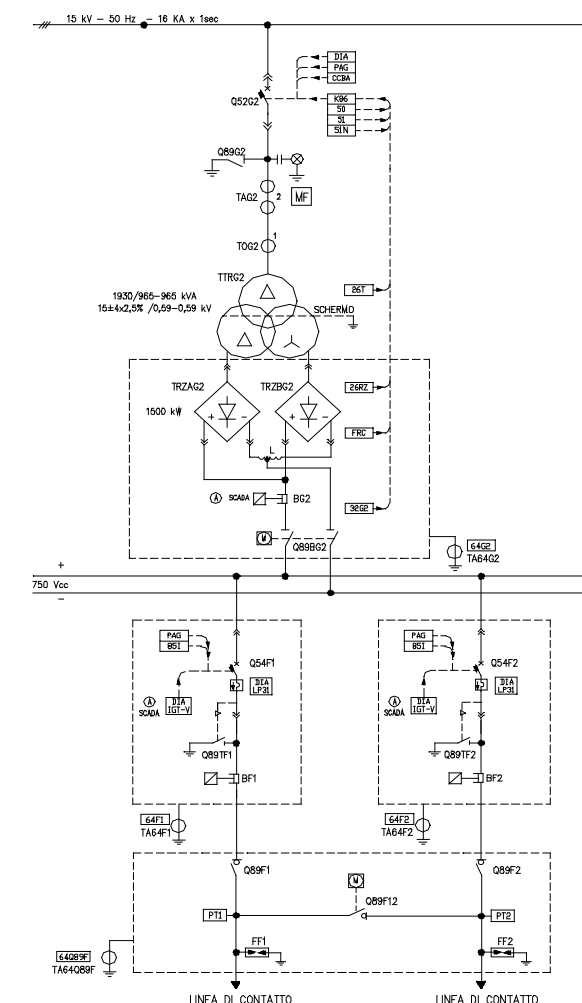 15 kV – 50 Hz – 16 KA x 1sec
DIA
PAG
CCBA
Q52G2
K86
50
51
51N
Q89G2
TAG2
2
MF
TOG2
1
TTRG2
1930/965-965 kVA
15±4x2,5% /0,59-0,59 kV
SCHERMO
26T
TRZAG2
TRZBG2
26RZ
1500 kW
+ -
+ -
FRC
L
A
SCADA
BG2
32G2
M
Q89BG2
64G2
TA64G2
+
750 Vcc
-
PAG
85I
Q54F1
DIA
LP31
A
SCADA
DIA
IGT-V
Q89TF1
BF1
64F1
TA64F1
PAG
85I
Q54F2
DIA
LP31
A
SCADA
DIA
IGT-V
Q89TF2
BF2
64F2
TA64F2
Q89F1
Q89F2
M
Q89F12
PT1
PT2
FF1
FF2
64Q89F
TA64Q89F
LINEA DI CONTATTO
LINEA DI CONTATTO